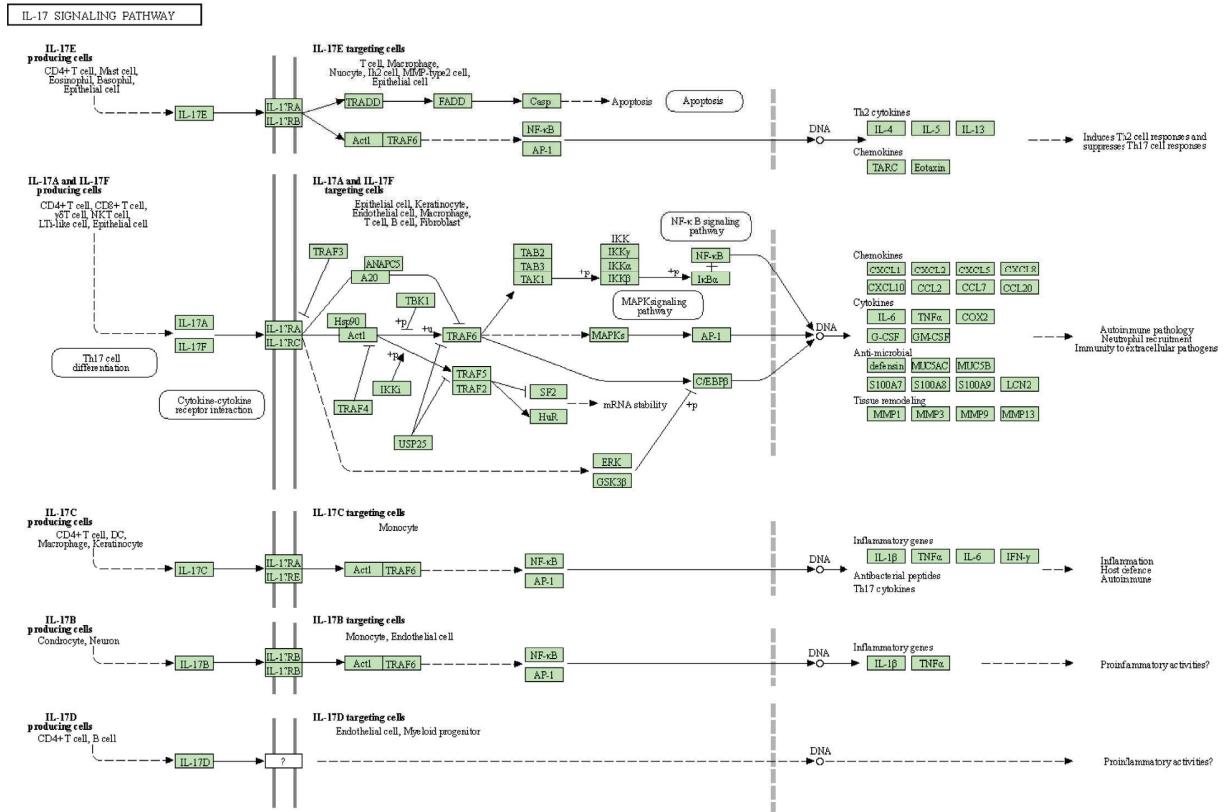 IL-17 SIGNALING PATHWAY
IL-17E
producing cells
CD4+ T cell, Mast cell,
Eosinophil, Basophil,
Epithelial cell
IL-17E
IL-17RA
IL-17RB
IL-17E targeting cells
T cell, Macrophage,
Nuocyte, Ih2 cell, MMP-type2 cell,
Epithelial cell
TRADD
FADD
Casp
Apoptosis
Apoptosis
Act1
TRAF6
NF-κB
AP-1
DNA
Th2 cytokines
IL-4
IL-5
IL-13
Chemokines
TARC
Eotaxin
Induces Th2 cell responses and
suppresses Th17 cell responses
IL-17A and IL-17F
producing cells
CD4+ T cell, CD8+ T cell,
γδT cell, NKT cell,
LTi-like cell, Epithelial cell
IL-17A
IL-17F
Th17 cell
differentiation
Cytokine-cytokine
receptor interaction
IL-17RA
IL-17RC
IL-17A and IL-17F
targeting cells
Epithelial cell, Keratinocyte,
Endothelial cell, Macrophage,
T cell, B cell, Fibroblast
TRAF3
ANAPC5
A20
TBK1
+p
Hsp90
Act1
+u
TRAF6
+p
IKKi
TRAF4
USP25
TRAF5
TRAF2
SF2
HuR
mRNA stability
TAB2
TAB3
TAK1
+p
IKK
IKKγ
IKKα
IKKβ
+p
NF-κB
IκBα
NF-κB signaling
pathway
MAPK signaling
pathway
MAPKs
AP-1
C/EBPβ
+p
ERK
GSK3β
DNA
Chemokines
CXCL1
CXCL2
CXCL5
CXCL8
CXCL10
CCL2
CCL7
CCL20
Cytokines
IL-6
TNFα
COX2
G-CSF
GM-CSF
Anti-microbial
defensin
MUC5AC
MUC5B
S100A7
S100A8
S100A9
LCN2
Tissue remodeling
MMP1
MMP3
MMP9
MMP13
Autoimmune pathology
Neutrophil recruitment
Immunity to extracellular pathogens
IL-17C
producing cells
CD4+ T cell, DC,
Macrophage, Keratinocyte
IL-17C
IL-17RA
IL-17RE
IL-17C targeting cells
Monocyte
Act1
TRAF6
NF-κB
AP-1
DNA
Inflammatory genes
IL-1β
TNFα
IL-6
IFN-γ
Antibacterial peptides
Th17 cytokines
Inflammation
Host defence
Autoimmune
IL-17B
producing cells
Condrocyte, Neuron
IL-17B
IL-17RB
IL-17RB
IL-17B targeting cells
Monocyte, Endothelial cell
Act1
TRAF6
NF-κB
AP-1
DNA
Inflammatory genes
IL-1β
TNFα
Proinflammatory activities?
IL-17D
producing cells
CD4+ T cell, B cell
IL-17D
?
IL-17D targeting cells
Endothelial cell, Myeloid progenitor
DNA
Proinflammatory activities?